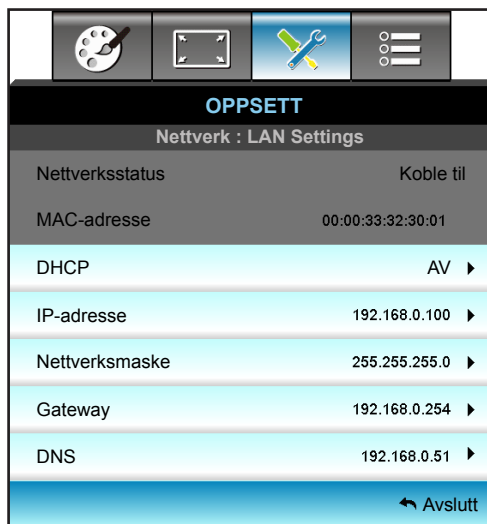 OPPSETT
Nettverk : LAN Settings
Nettverksstatus Koble til
MAC-adresse 00:00:33:32:30:01
DHCP AV
IP-adresse 192.168.0.100
Nettverksmaske 255.255.255.0
Gateway 192.168.0.254
DNS 192.168.0.51
Avslutt